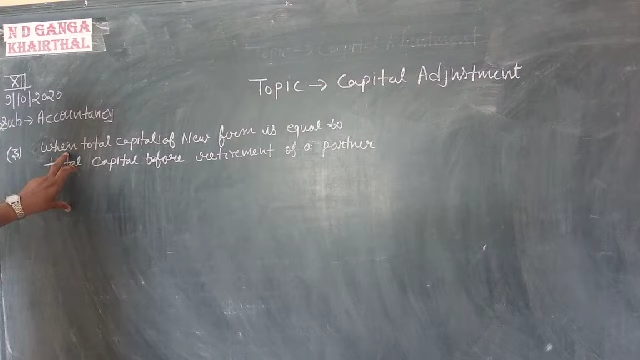 N D GANGA
KHAIRTHAL
XII
9/10/2020
Sub → Accountancy
Topic → Capital Adjustment
(3) When total capital of New firm is equal to
total capital before retirement of a partner